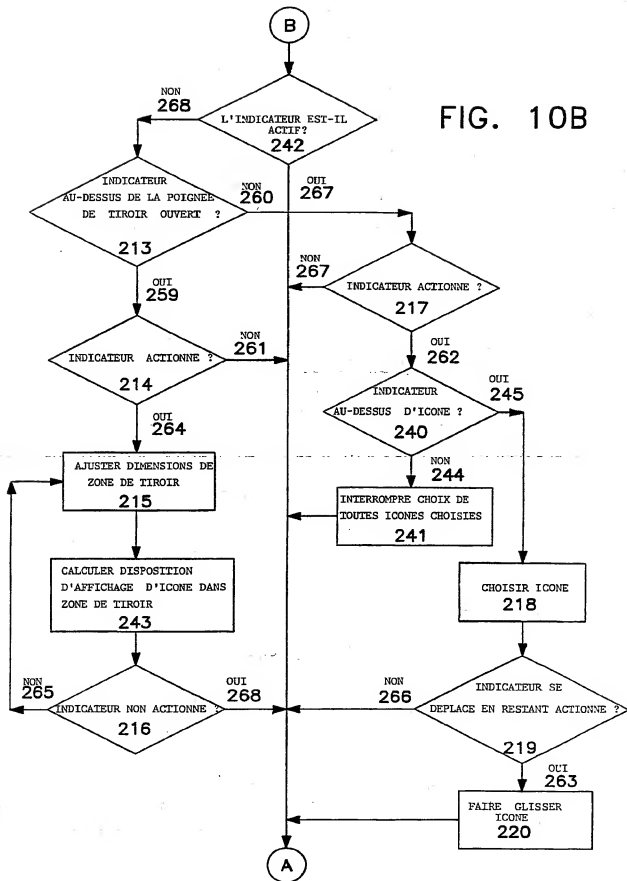 B
FIG. 10B
NON
268
L'INDICATEUR EST-IL
ACTIF?
242
INDICATEUR
AU-DESSUS DE LA POIGNEE
DE TIROIR OUVERT ?
213
NON
260
OUI
267
NON
267
INDICATEUR ACTIONNE ?
217
OUI
259
OUI
262
INDICATEUR ACTIONNE ?
214
NON
261
INDICATEUR
AU-DESSUS D'ICONE ?
240
OUI
245
OUI
264
NON
244
AJUSTER DIMENSIONS DE
ZONE DE TIROIR
215
INTERROMPRE CHOIX DE
TOUTES ICONES CHOISIES
241
CALCULER DISPOSITION
D'AFFICHAGE D'ICONE DANS
ZONE DE TIROIR
243
CHOISIR ICONE
218
NON
265
INDICATEUR NON ACTIONNE ?
216
OUI
268
NON
266
INDICATEUR SE
DEPLACE EN RESTANT ACTIONNE ?
219
OUI
263
FAIRE GLISSER
ICONE
220
A